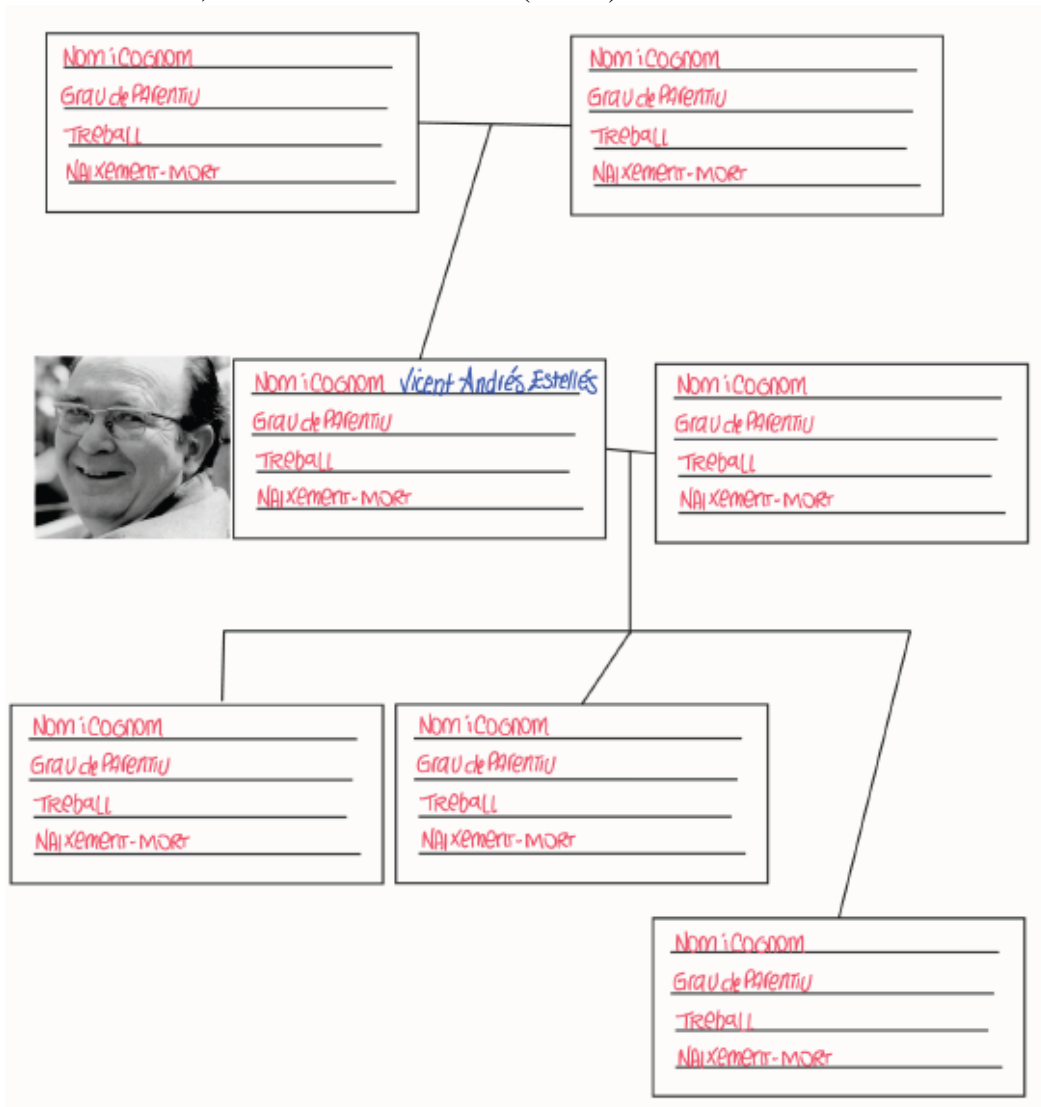 Nom i Cognom
Grau de Parentiu
Treball
Naixement-Mort
Nom i Cognom
Grau de Parentiu
Treball
Naixement-Mort
Nom i Cognom Vicent Andrés Estellés
Grau de Parentiu
Treball
Naixement-Mort
Nom i Cognom
Grau de Parentiu
Treball
Naixement-Mort
Nom i Cognom
Grau de Parentiu
Treball
Naixement-Mort
Nom i Cognom
Grau de Parentiu
Treball
Naixement-Mort
Nom i Cognom
Grau de Parentiu
Treball
Naixement-Mort